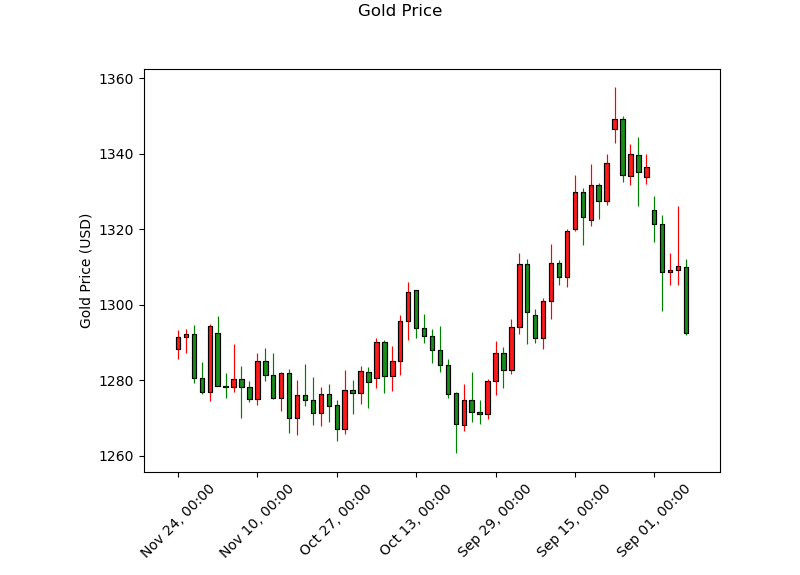 Gold Price
1360
1340
1320
1300
1280
1260
Gold Price (USD)
Nov 24, 00:00
Nov 10, 00:00
Oct 27, 00:00
Oct 13, 00:00
Sep 29, 00:00
Sep 15, 00:00
Sep 01, 00:00